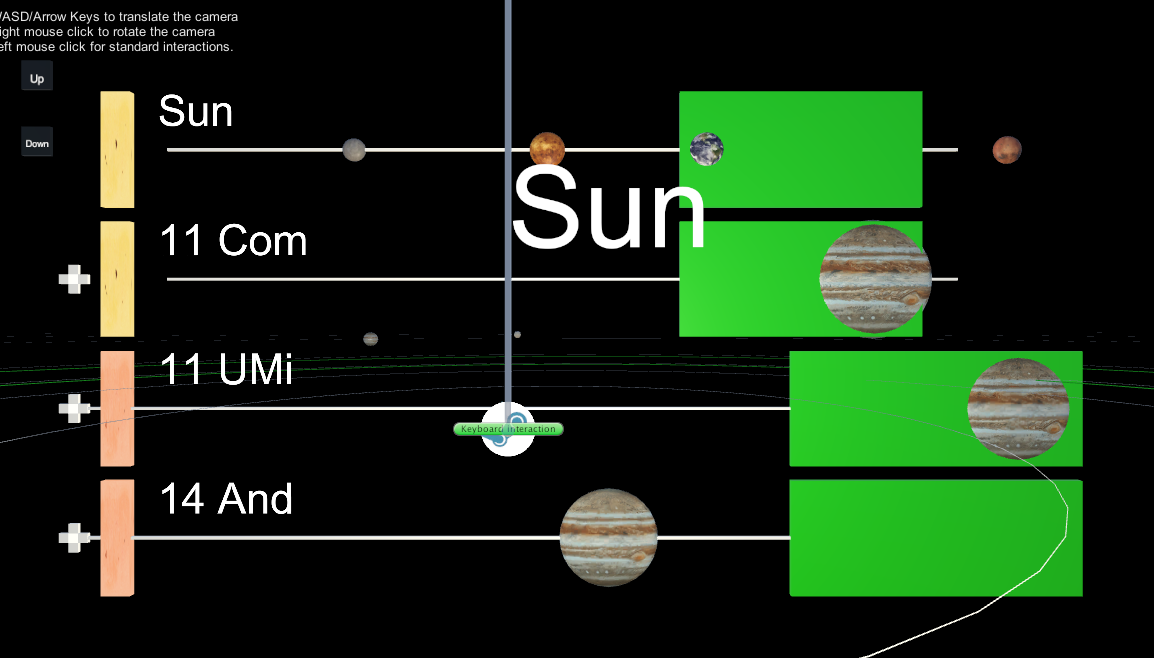 /ASD/Arrow Keys to translate the camera
ight mouse click to rotate the camera
eft mouse click for standard interactions.
Up
Down
Sun
Sun
11 Com
11 UMi
Keyboard Interaction
14 And